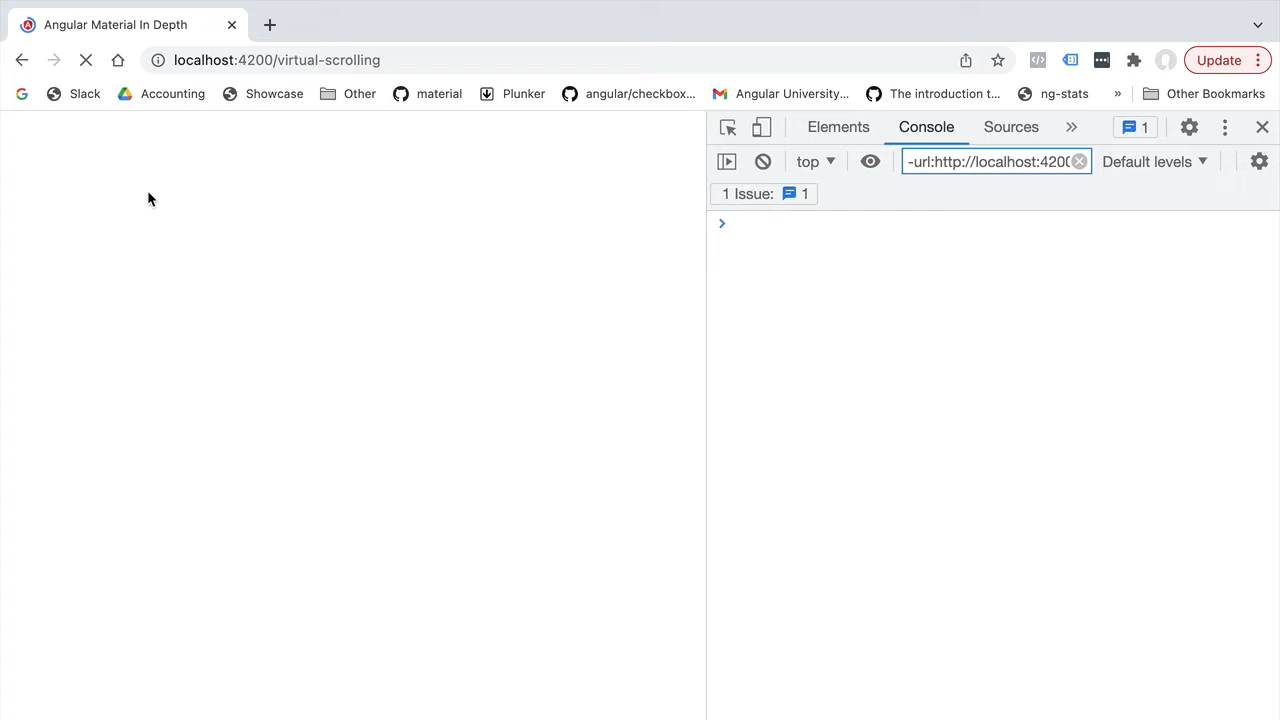 Angular Material In Depth
localhost:4200/virtual-scrolling
Update
Slack
Accounting
Showcase
Other
material
Plunker
angular/checkbox...
Angular University,...
The introduction t...
ng-stats
»
Other Bookmarks
Elements
Console
Sources
»
1
top
-url:http://localhost:4200
Default levels
1 Issue:
1